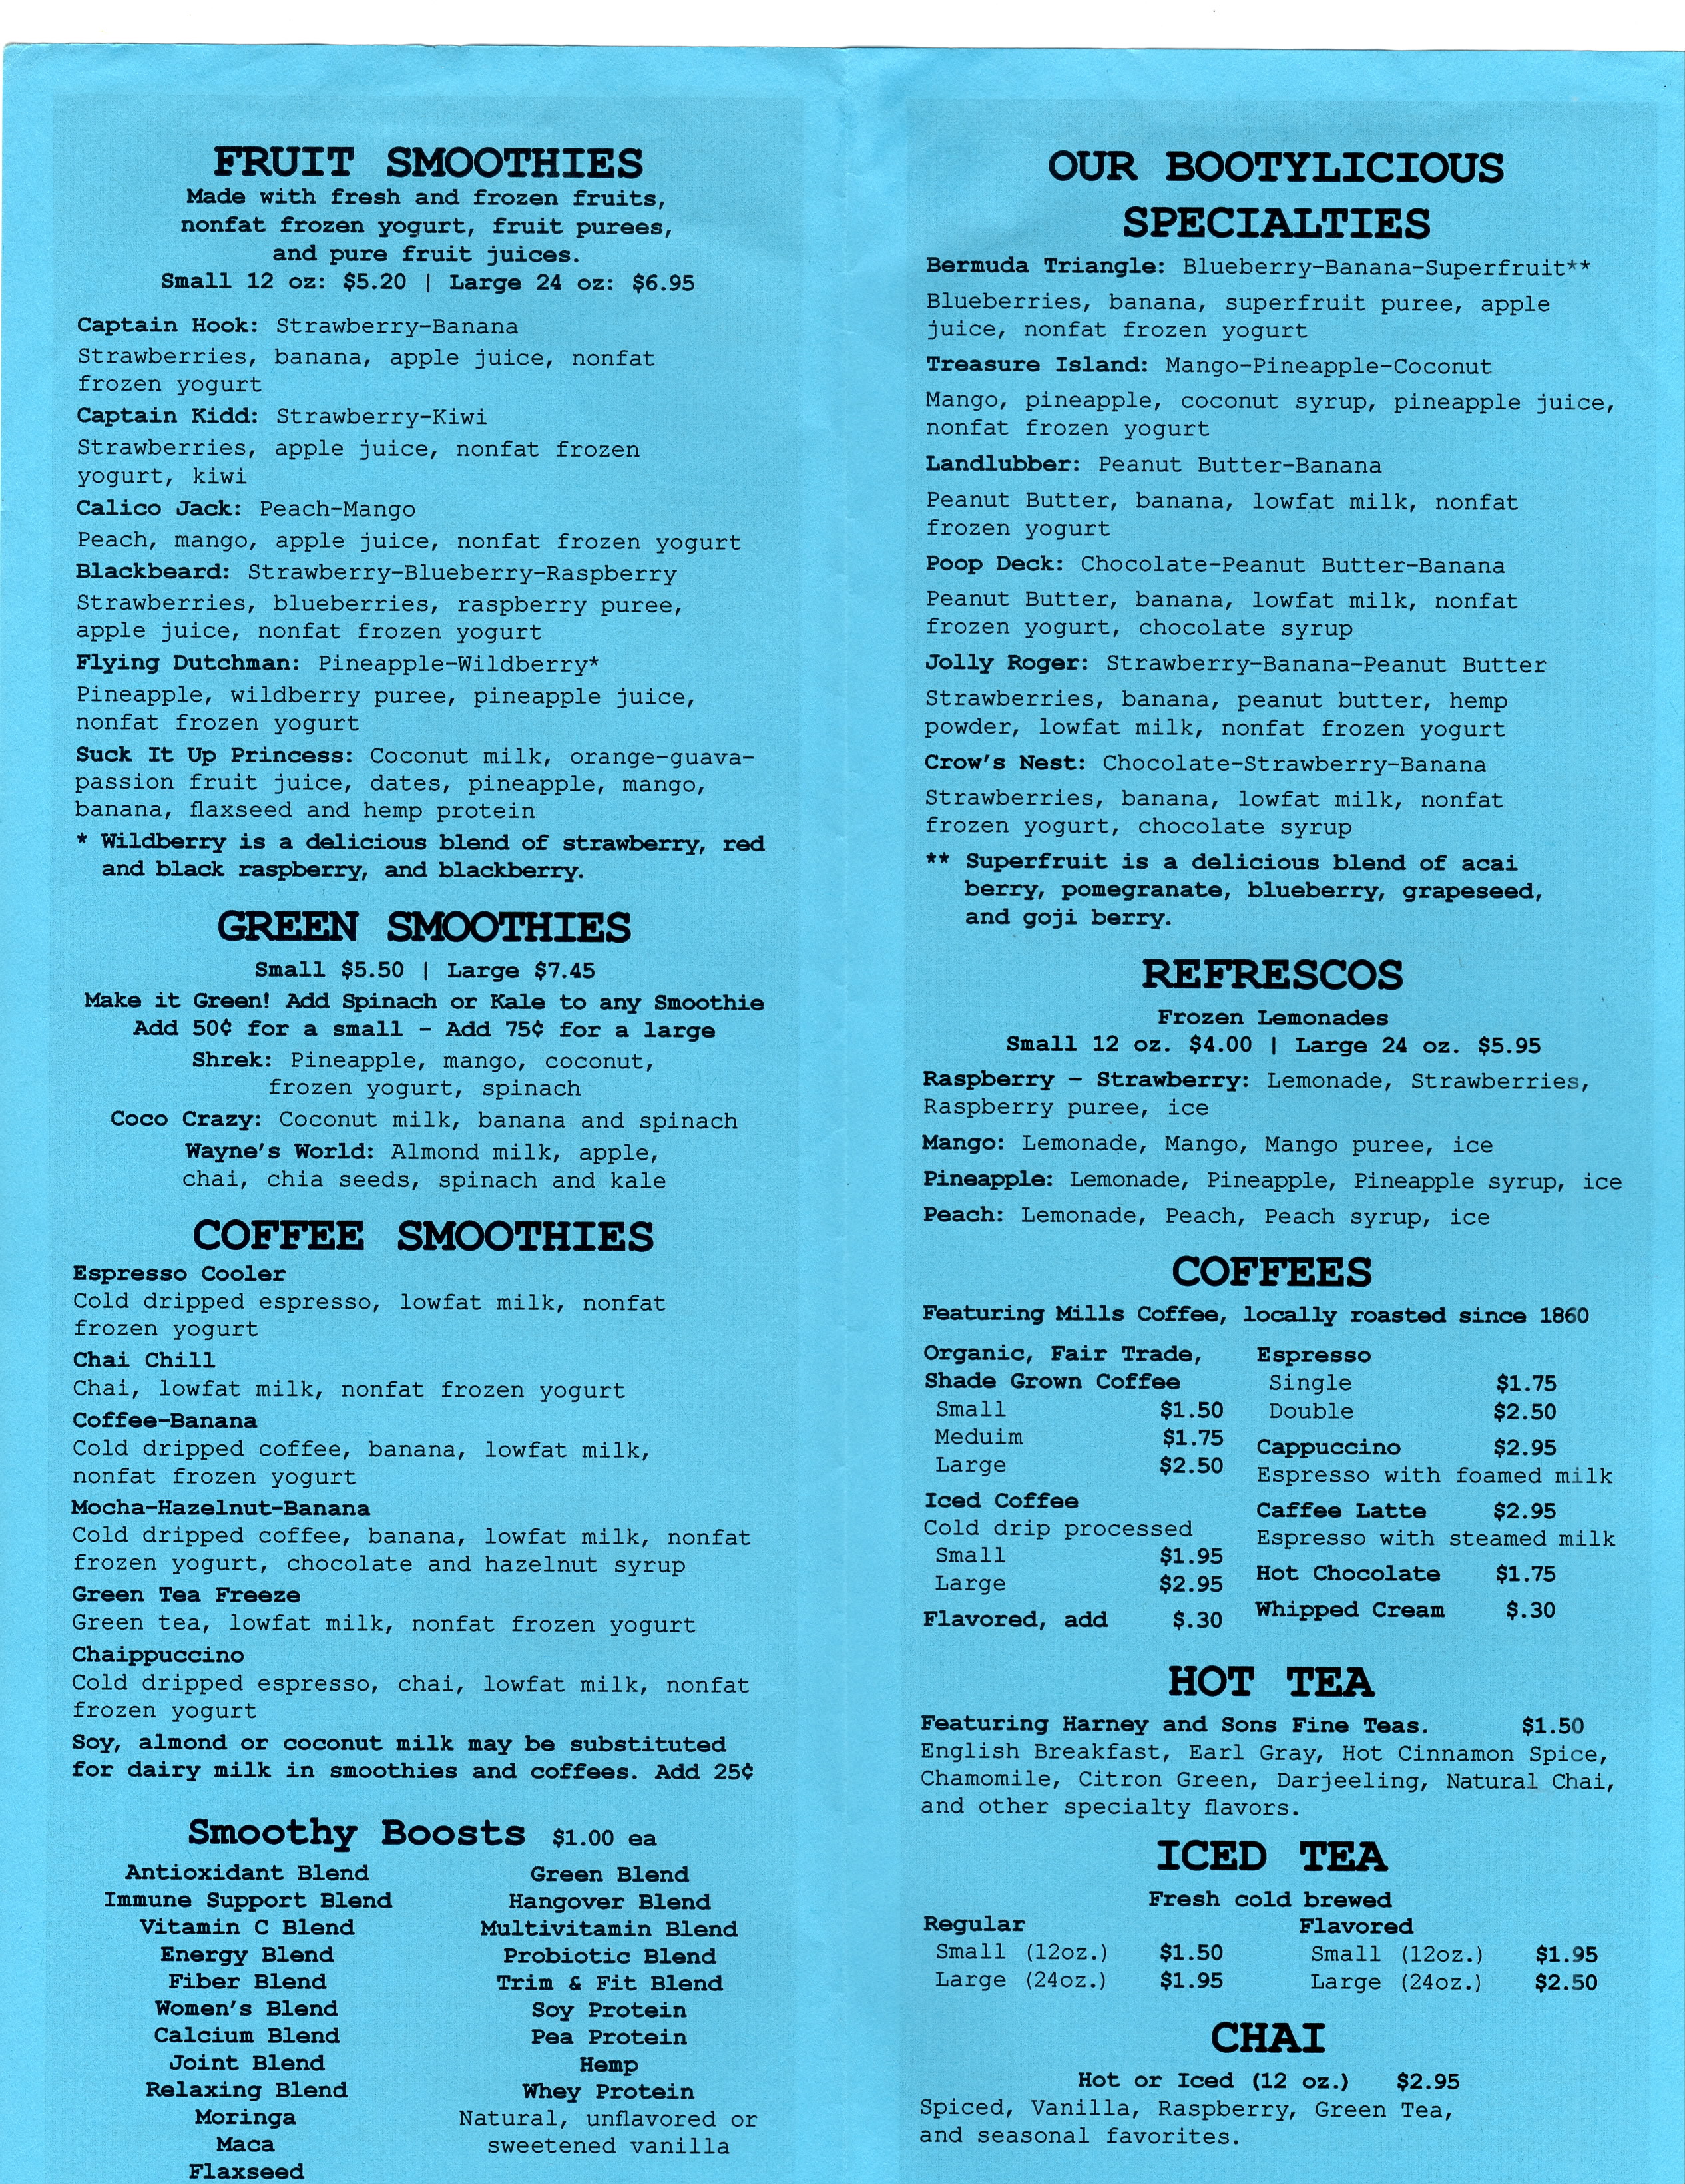 FRUIT SMOOTHIES
Made with fresh and frozen fruits,
nonfat frozen yogurt, fruit purees,
and pure fruit juices.
Small 12 oz: $5.20 | Large 24 oz: $6.95
Captain Hook: Strawberry-Banana
Strawberries, banana, apple juice, nonfat
frozen yogurt
Captain Kidd: Strawberry-Kiwi
Strawberries, apple juice, nonfat frozen
yogurt, kiwi
Calico Jack: Peach-Mango
Peach, mango, apple juice, nonfat frozen yogurt
Blackbeard: Strawberry-Blueberry-Raspberry
Strawberries, blueberries, raspberry puree,
apple juice, nonfat frozen yogurt
Flying Dutchman: Pineapple-Wildberry*
Pineapple, wildberry puree, pineapple juice,
nonfat frozen yogurt
Suck It Up Princess: Coconut milk, orange-guava-
passion fruit juice, dates, pineapple, mango,
banana, flaxseed and hemp protein
* Wildberry is a delicious blend of strawberry, red
and black raspberry, and blackberry.
GREEN SMOOTHIES
Small $5.50 | Large $7.45
Make it Green! Add Spinach or Kale to any Smoothie
Add 50¢ for a small - Add 75¢ for a large
Shrek: Pineapple, mango, coconut,
frozen yogurt, spinach
Coco Crazy: Coconut milk, banana and spinach
Wayne's World: Almond milk, apple,
chai, chia seeds, spinach and kale
COFFEE SMOOTHIES
Espresso Cooler
Cold dripped espresso, lowfat milk, nonfat
frozen yogurt
Chai Chill
Chai, lowfat milk, nonfat frozen yogurt
Coffee-Banana
Cold dripped coffee, banana, lowfat milk,
nonfat frozen yogurt
Mocha-Hazelnut-Banana
Cold dripped coffee, banana, lowfat milk, nonfat
frozen yogurt, chocolate and hazelnut syrup
Green Tea Freeze
Green tea, lowfat milk, nonfat frozen yogurt
Chaippuccino
Cold dripped espresso, chai, lowfat milk, nonfat
frozen yogurt
Soy, almond or coconut milk may be substituted
for dairy milk in smoothies and coffees. Add 25¢
Smoothy Boosts $1.00 ea
Antioxidant Blend
Immune Support Blend
Vitamin C Blend
Energy Blend
Fiber Blend
Women's Blend
Calcium Blend
Joint Blend
Relaxing Blend
Moringa
Maca
Flaxseed
Green Blend
Hangover Blend
Multivitamin Blend
Probiotic Blend
Trim & Fit Blend
Soy Protein
Pea Protein
Hemp
Whey Protein
Natural, unflavored or
sweetened vanilla
OUR BOOTYLICIOUS
SPECIALTIES
Bermuda Triangle: Blueberry-Banana-Superfruit**
Blueberries, banana, superfruit puree, apple
juice, nonfat frozen yogurt
Treasure Island: Mango-Pineapple-Coconut
Mango, pineapple, coconut syrup, pineapple juice,
nonfat frozen yogurt
Landlubber: Peanut Butter-Banana
Peanut Butter, banana, lowfat milk, nonfat
frozen yogurt
Poop Deck: Chocolate-Peanut Butter-Banana
Peanut Butter, banana, lowfat milk, nonfat
frozen yogurt, chocolate syrup
Jolly Roger: Strawberry-Banana-Peanut Butter
Strawberries, banana, peanut butter, hemp
powder, lowfat milk, nonfat frozen yogurt
Crow's Nest: Chocolate-Strawberry-Banana
Strawberries, banana, lowfat milk, nonfat
frozen yogurt, chocolate syrup
** Superfruit is a delicious blend of acai
berry, pomegranate, blueberry, grapeseed,
and goji berry.
REFRESCOS
Frozen Lemonades
Small 12 oz. $4.00 | Large 24 oz. $5.95
Raspberry - Strawberry: Lemonade, Strawberries,
Raspberry puree, ice
Mango: Lemonade, Mango, Mango puree, ice
Pineapple: Lemonade, Pineapple, Pineapple syrup, ice
Peach: Lemonade, Peach, Peach syrup, ice
COFFEES
Featuring Mills Coffee, locally roasted since 1860
Organic, Fair Trade,
Shade Grown Coffee
Small $1.50
Meduim $1.75
Large $2.50
Iced Coffee
Cold drip processed
Small $1.95
Large $2.95
Flavored, add $.30
Espresso
Single $1.75
Double $2.50
Cappuccino $2.95
Espresso with foamed milk
Caffee Latte $2.95
Espresso with steamed milk
Hot Chocolate $1.75
Whipped Cream $.30
HOT TEA
Featuring Harney and Sons Fine Teas. $1.50
English Breakfast, Earl Gray, Hot Cinnamon Spice,
Chamomile, Citron Green, Darjeeling, Natural Chai,
and other specialty flavors.
ICED TEA
Fresh cold brewed
Regular
Small (12oz.) $1.50
Large (24oz.) $1.95
Flavored
Small (12oz.) $1.95
Large (24oz.) $2.50
CHAI
Hot or Iced (12 oz.) $2.95
Spiced, Vanilla, Raspberry, Green Tea,
and seasonal favorites.